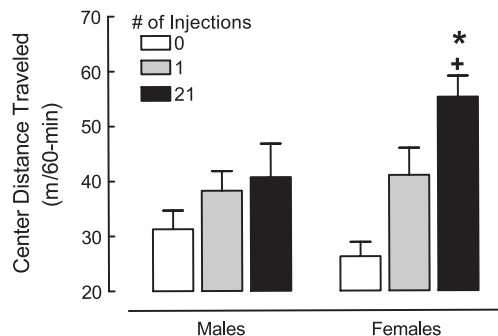 # of Injections
0
1
21
Center Distance Traveled
(m/60-min)
70
60
50
40
30
20
*
+
Males Females